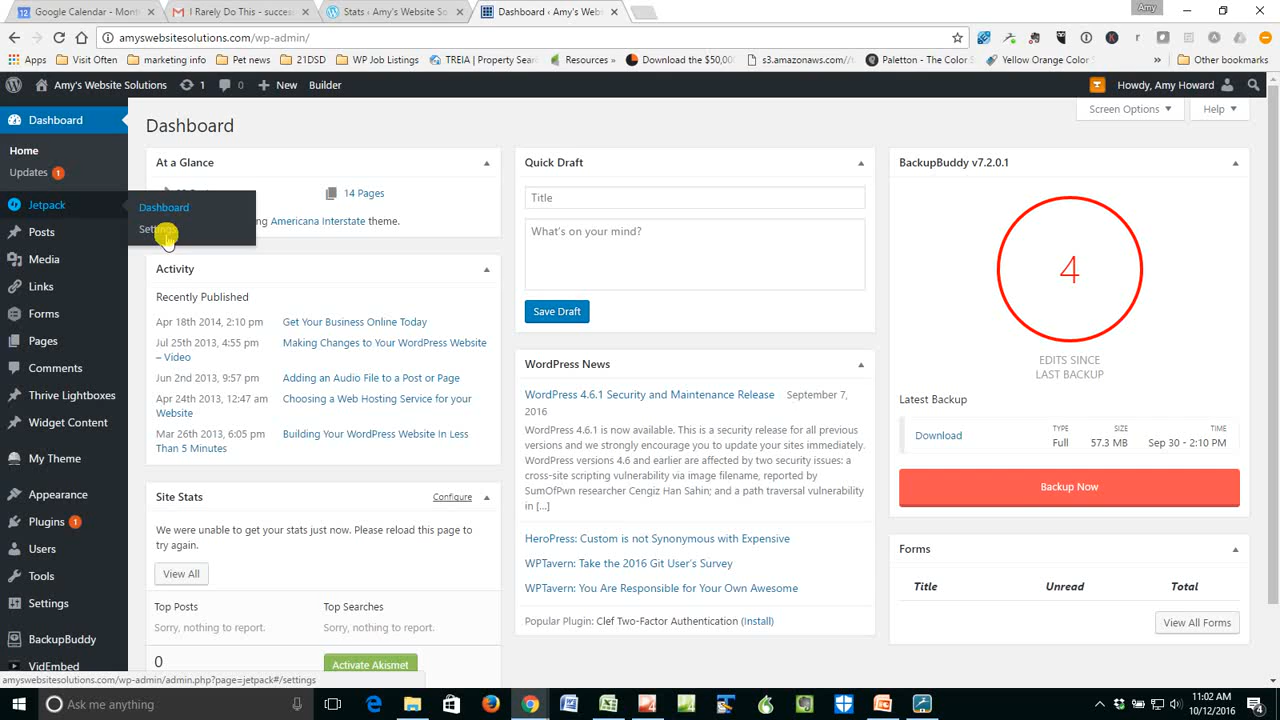 12 Google Calendar - Mont
I Rarely Do This - succes
Stats ‹ Amy's Website So
Dashboard ‹ Amy's Webs
Amy
amyswebsitesolutions.com/wp-admin/
Apps
Visit Often
marketing info
Pet news
21DSD
WP Job Listings
TREIA | Property Sear
Resources »
Download the $50,00
s3.amazonaws.com/
Paletton - The Color S
Yellow Orange Color S
»
Other bookmarks
Amy's Website Solutions
1
0
New
Builder
Howdy, Amy Howard
Dashboard
Home
Updates 1
Jetpack
Dashboard
Settings
Posts
Media
Links
Forms
Pages
Comments
Thrive Lightboxes
Widget Content
My Theme
Appearance
Plugins 1
Users
Tools
Settings
BackupBuddy
VidEmbed
Dashboard
Screen Options
Help
At a Glance
14 Pages
ng Americana Interstate theme.
Activity
Recently Published
Apr 18th 2014, 2:10 pm Get Your Business Online Today
Jul 25th 2013, 4:55 pm Making Changes to Your WordPress Website
– Video
Jun 2nd 2013, 9:57 pm Adding an Audio File to a Post or Page
Apr 24th 2013, 12:47 am Choosing a Web Hosting Service for your
Website
Mar 26th 2013, 6:05 pm Building Your WordPress Website In Less
Than 5 Minutes
Site Stats
Configure
We were unable to get your stats just now. Please reload this page to
try again.
View All
Top Posts
Top Searches
Sorry, nothing to report.
Sorry, nothing to report.
0
Activate Akismet
Quick Draft
Title
What's on your mind?
Save Draft
WordPress News
WordPress 4.6.1 Security and Maintenance Release September 7,
2016
WordPress 4.6.1 is now available. This is a security release for all previous
versions and we strongly encourage you to update your sites immediately.
WordPress versions 4.6 and earlier are affected by two security issues: a
cross-site scripting vulnerability via image filename, reported by
SumOfPwn researcher Cengiz Han Sahin; and a path traversal vulnerability
in […]
HeroPress: Custom is not Synonymous with Expensive
WPTavern: Take the 2016 Git User's Survey
WPTavern: You Are Responsible for Your Own Awesome
Popular Plugin: Clef Two-Factor Authentication (Install)
BackupBuddy v7.2.0.1
4
EDITS SINCE
LAST BACKUP
Latest Backup
TYPE SIZE TIME
Download Full 57.3 MB Sep 30 - 2:10 PM
Backup Now
Forms
Title Unread Total
View All Forms
amyswebsitesolutions.com/wp-admin/admin.php?page=jetpack#/settings
Ask me anything
11:02 AM
10/12/2016
4